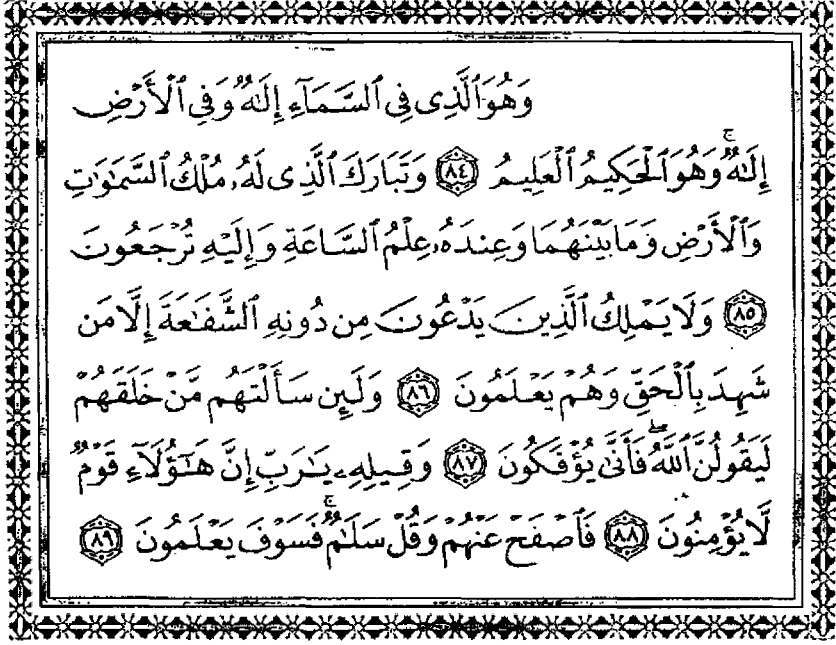 وَهُوَ ٱلَّذِى فِى ٱلسَّمَآءِ إِلَٰهٌ وَفِى ٱلْأَرْضِ
إِلَٰهٌ ۚ وَهُوَ ٱلْحَكِيمُ ٱلْعَلِيمُ ﴿٨٤﴾ وَتَبَارَكَ ٱلَّذِى لَهُۥ مُلْكُ ٱلسَّمَٰوَٰتِ
وَٱلْأَرْضِ وَمَا بَيْنَهُمَا وَعِندَهُۥ عِلْمُ ٱلسَّاعَةِ وَإِلَيْهِ تُرْجَعُونَ
﴿٨٥﴾ وَلَا يَمْلِكُ ٱلَّذِينَ يَدْعُونَ مِن دُونِهِ ٱلشَّفَٰعَةَ إِلَّا مَن
شَهِدَ بِٱلْحَقِّ وَهُمْ يَعْلَمُونَ ﴿٨٦﴾ وَلَئِن سَأَلْتَهُم مَّنْ خَلَقَهُمْ
لَيَقُولُنَّ ٱللَّهُ ۖ فَأَنَّىٰ يُؤْفَكُونَ ﴿٨٧﴾ وَقِيلِهِۦ يَٰرَبِّ إِنَّ هَٰٓؤُلَآءِ قَوْمٌ
لَّا يُؤْمِنُونَ ﴿٨٨﴾ فَٱصْفَحْ عَنْهُمْ وَقُلْ سَلَٰمٌ ۚ فَسَوْفَ يَعْلَمُونَ ﴿٨٩﴾